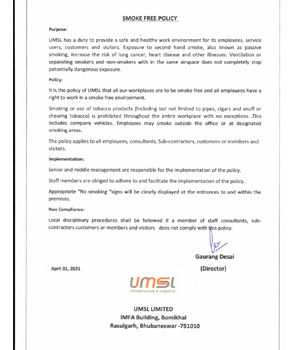 SMOKE FREE POLICY
Purpose:
UMSL has a duty to provide a safe and healthy work environment for its employees, service
users, customers and visitors. Exposure to second hand smoke, also known as passive
smoking, increase the risk of lung cancer, heart disease and other illnesses. Ventilation or
separating smokers and non-smokers with in the same airspace does not completely stop
potentially dangerous exposure.
Policy:
It is the policy of UMSL that all our workplaces are to be smoke free and all employees have a
right to work in a smoke free environment.
Smoking or use of tobacco products (Including but not limited to pipes, cigars and snuff or
chewing tobacco) is prohibited throughout the entire workplace with no exceptions .This
includes company vehicles. Employees may smoke outside the office or at designated
smoking areas.
The policy applies to all employees, consultants, Sub-contractors, customers or members and
visitors.
Implementation:
Senior and middle management are responsible for the implementation of the policy.
Staff members are obliged to adhere to and facilitate the implementation of the policy.
Appropriate "No smoking "signs will be clearly displayed at the entrances to and within the
premises.
Non Compliance:
Local disciplinary procedures shall be followed if a member of staff consultants, sub-
contractors customers or members and visitors does not comply with this policy.
Gaurang Desai
April 01, 2021 (Director)
UMSL
Infrastructure & Logistics
UMSL LIMITED
IMFA Building, Bomikhal
Rasulgarh, Bhubaneswar -751010